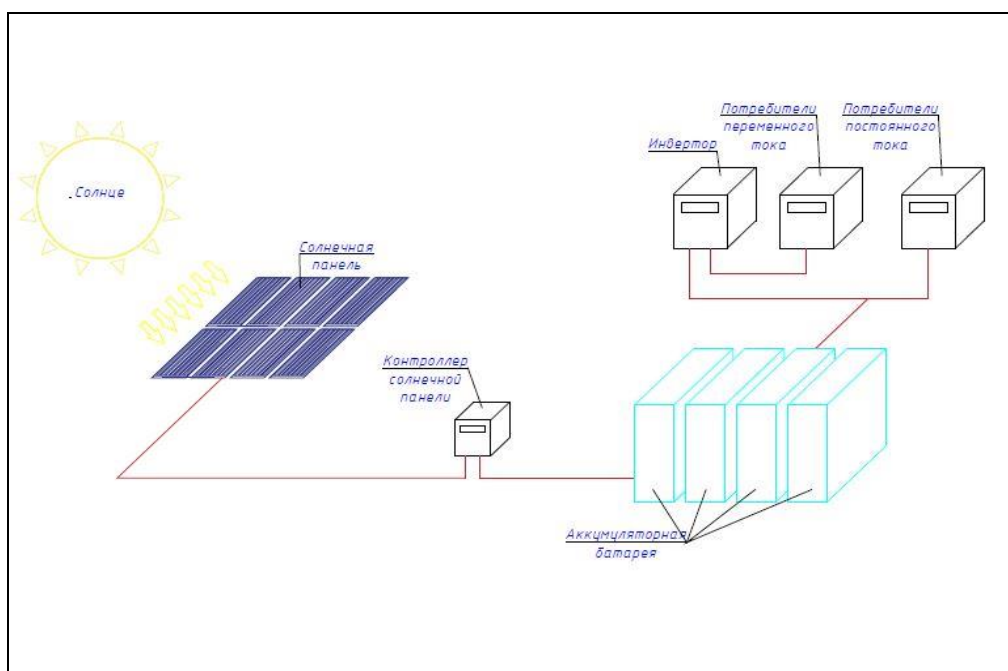 Солнце
Солнечная
панель
Контроллер
солнечной
панели
Инвертор
Потребители
переменного
тока
Потребители
постоянного
тока
Аккумуляторная
батарея